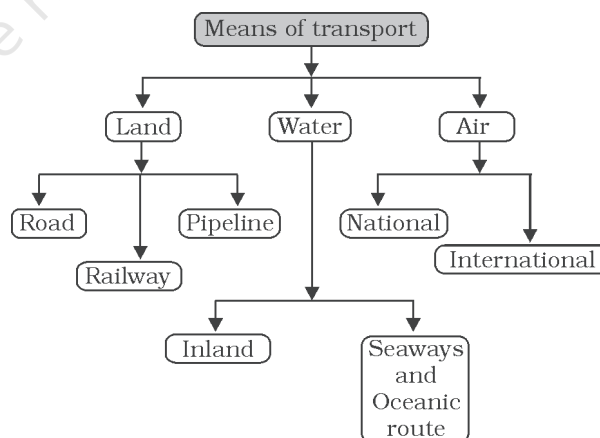 Means of transport
Land
Water
Air
Road
Pipeline
National
Railway
International
Inland
Seaways
and
Oceanic
route